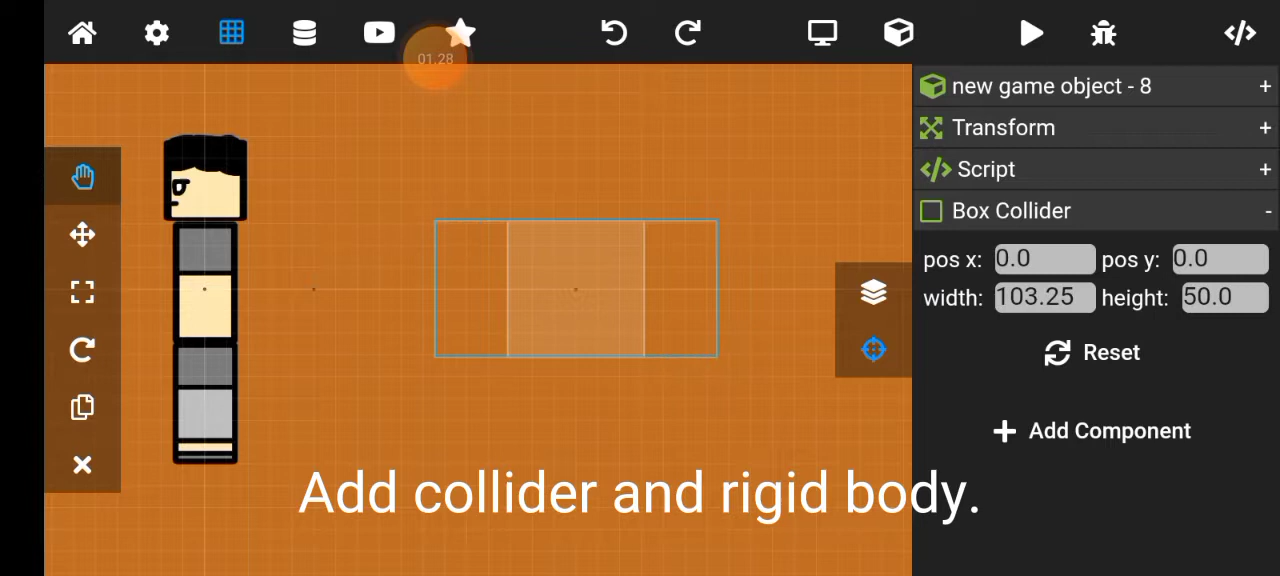 01.28
new game object - 8 +
Transform +
</> Script +
Box Collider -
pos x: 0.0 pos y: 0.0
width: 103.25 height: 50.0
Reset
+ Add Component
Add collider and rigid body.